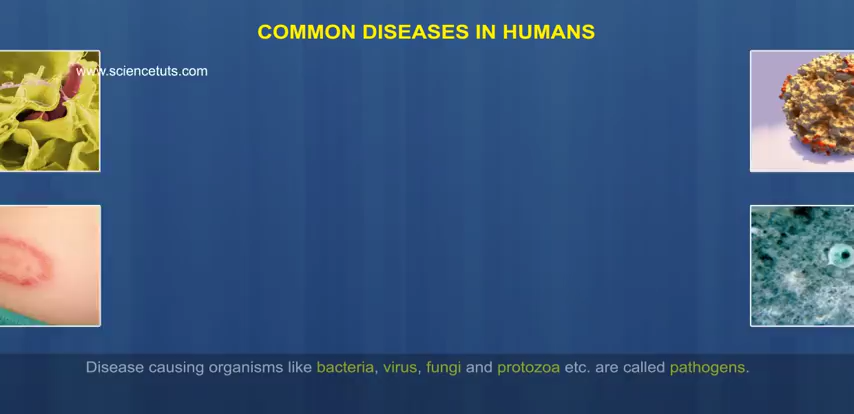 COMMON DISEASES IN HUMANS
www.sciencetuts.com
Disease causing organisms like bacteria, virus, fungi and protozoa etc. are called pathogens.